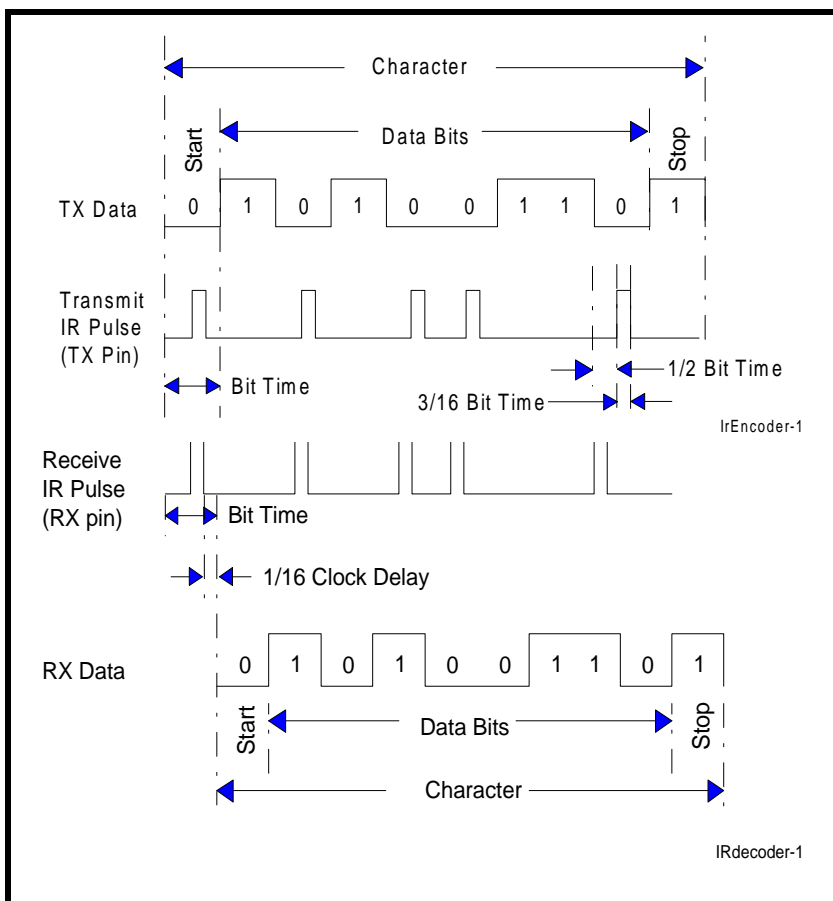 Character
Start
Data Bits
Stop
TX Data
0 1 0 1 0 0 1 1 0 1
Transmit
IR Pulse
(TX Pin)
Bit Time
1/2 Bit Time
3/16 Bit Time
IrEncoder-1
Receive
IR Pulse
(RX pin)
Bit Time
1/16 Clock Delay
RX Data
0 1 0 1 0 0 1 1 0 1
Start
Data Bits
Stop
Character
IRdecoder-1